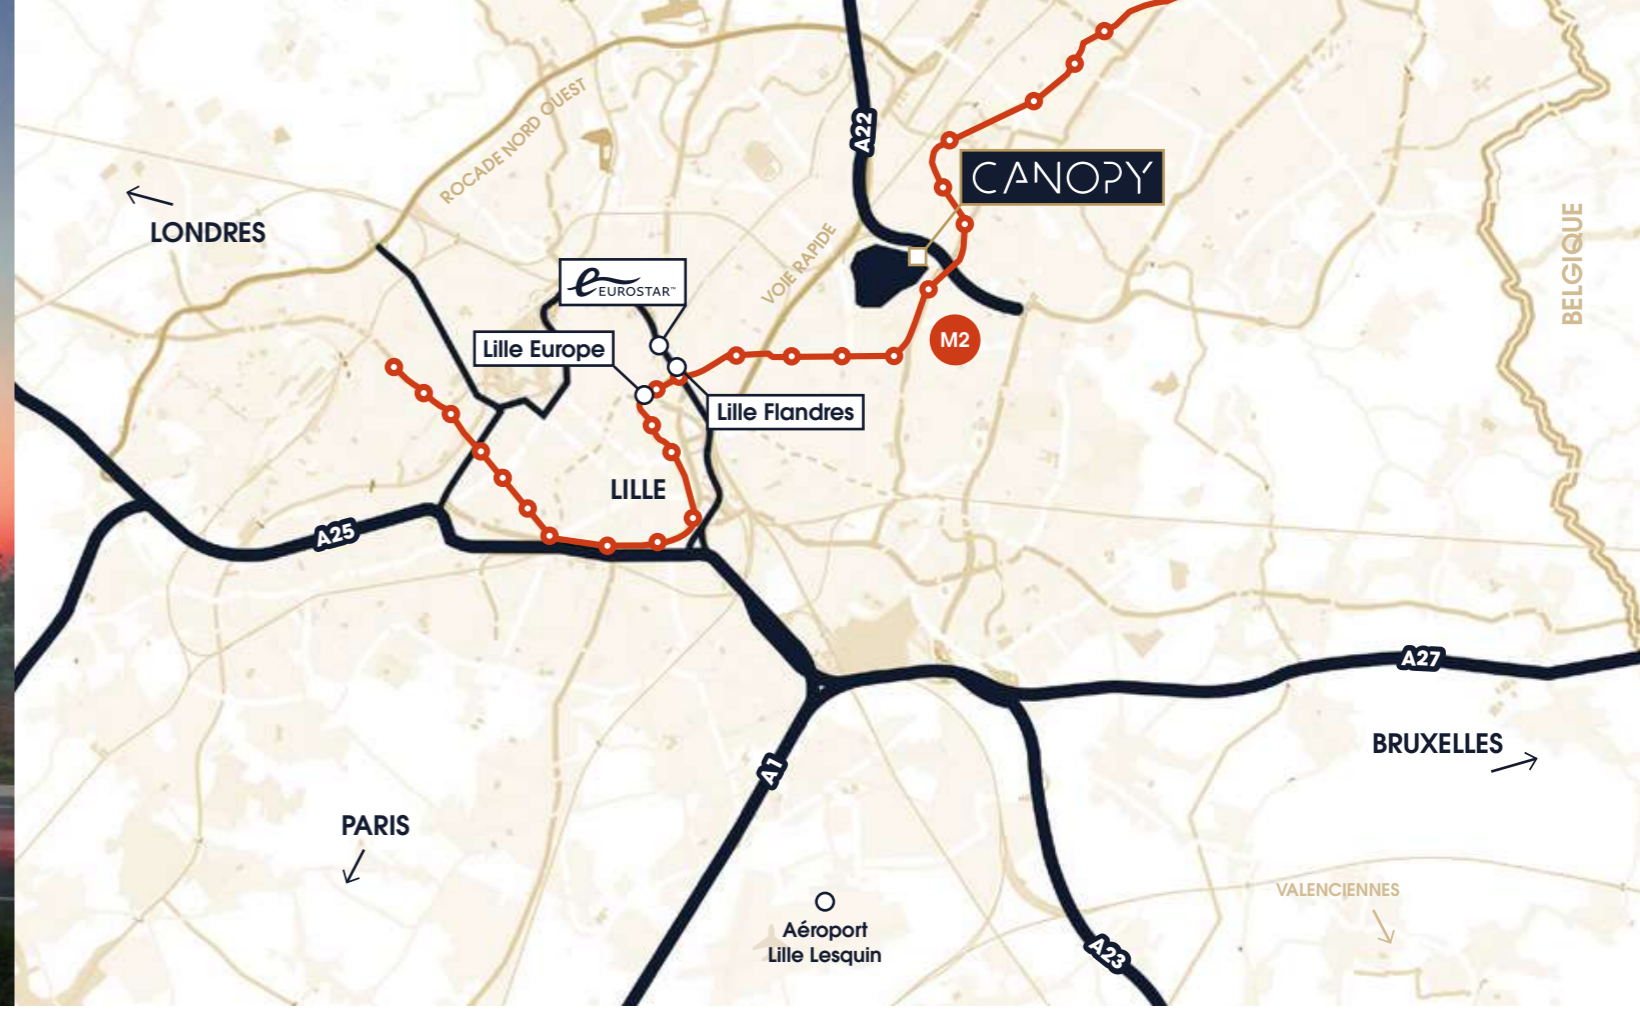 ROCADE NORD OUEST
A22
CANOPY
LONDRES
VOIE RAPIDE
BELGIQUE
eEUROSTAR™
Lille Europe
M2
Lille Flandres
LILLE
A25
A27
BRUXELLES
A1
PARIS
VALENCIENNES
Aéroport
Lille Lesquin
A23